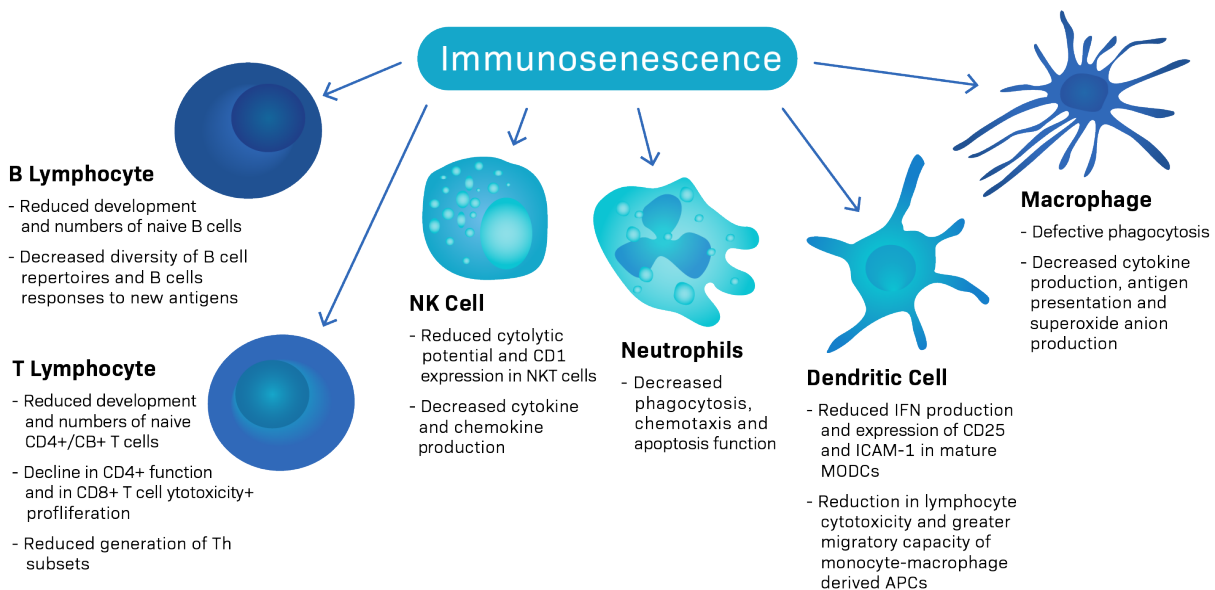 Immunosenescence
B Lymphocyte
- Reduced development
and numbers of naive B cells
- Decreased diversity of B cell
repertoires and B cells
responses to new antigens
T Lymphocyte
- Reduced development
and numbers of naive
CD4+/CB+ T cells
- Decline in CD4+ function
and in CD8+ T cell ytotoxicity+
profliferation
- Reduced generation of Th
subsets
NK Cell
- Reduced cytolytic
potential and CD1
expression in NKT cells
- Decreased cytokine
and chemokine
production
Neutrophils
- Decreased
phagocytosis,
chemotaxis and
apoptosis function
Dendritic Cell
- Reduced IFN production
and expression of CD25
and ICAM-1 in mature
MODCs
- Reduction in lymphocyte
cytotoxicity and greater
migratory capacity of
monocyte-macrophage
derived APCs
Macrophage
- Defective phagocytosis
- Decreased cytokine
production, antigen
presentation and
superoxide anion
production